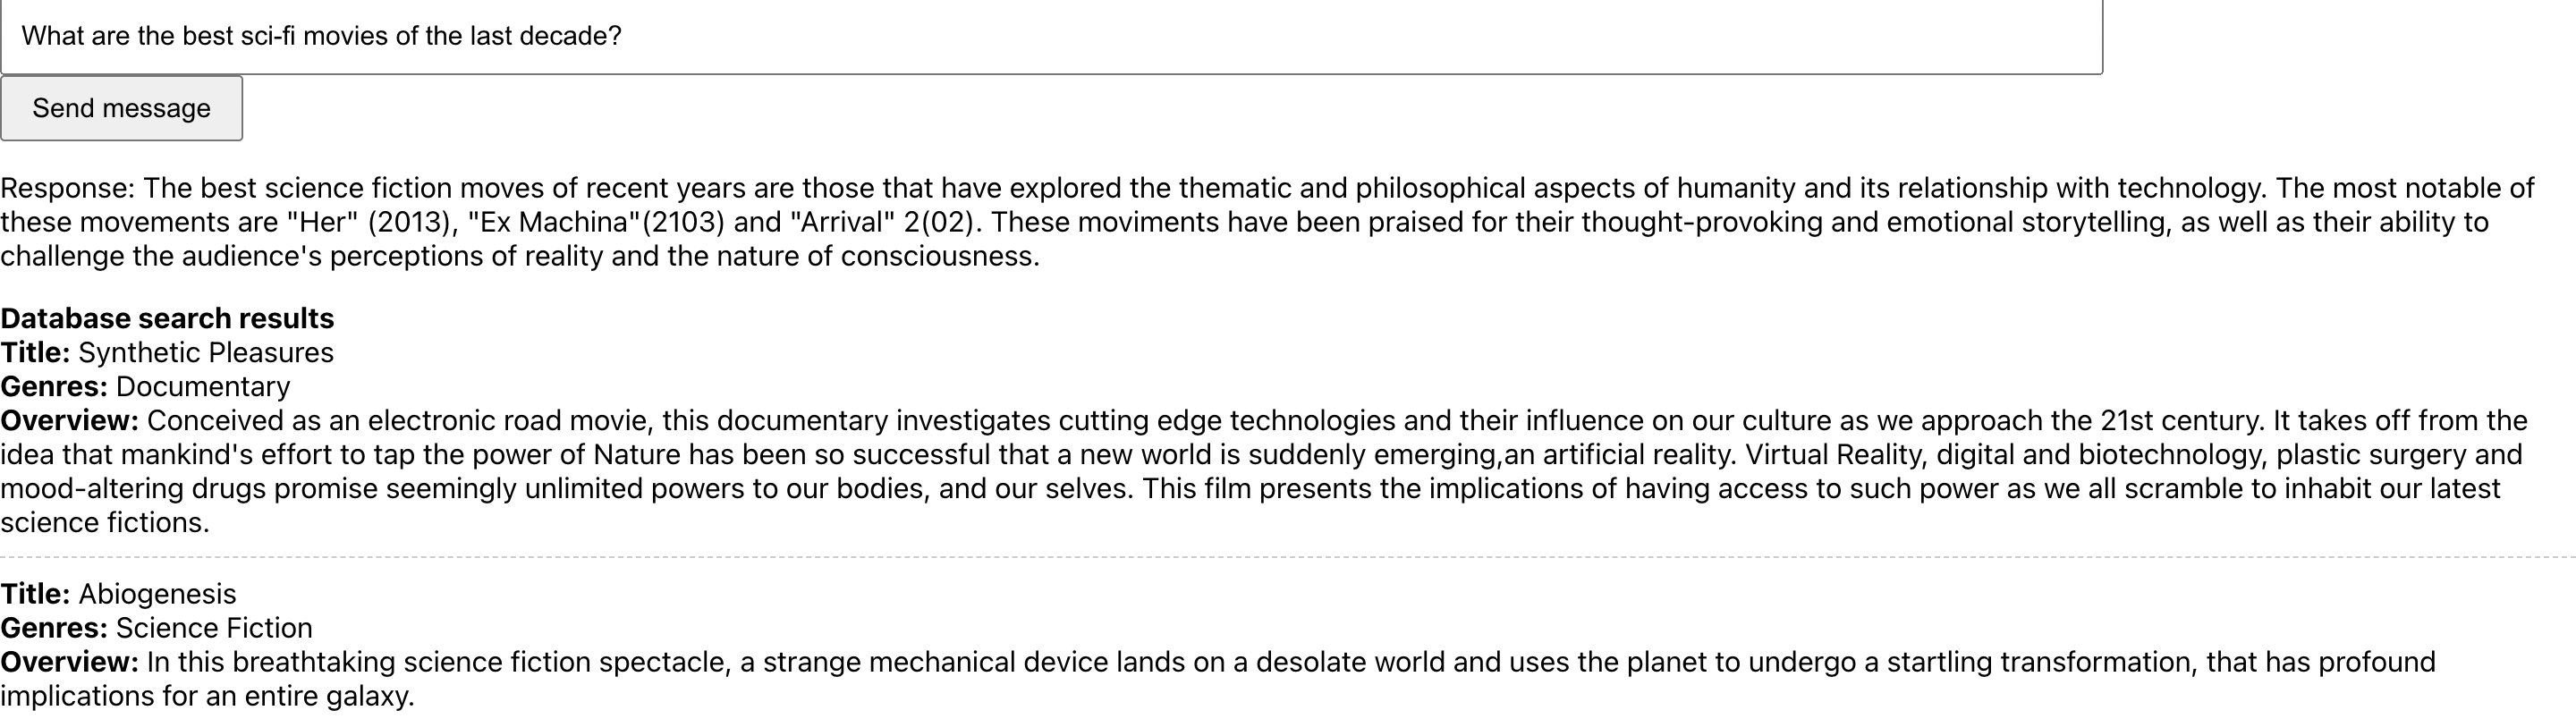 What are the best sci-fi movies of the last decade?
Send message
Response: The best science fiction moves of recent years are those that have explored the thematic and philosophical aspects of humanity and its relationship with technology. The most notable of
these movements are "Her" (2013), "Ex Machina"(2103) and "Arrival" 2(02). These moviments have been praised for their thought-provoking and emotional storytelling, as well as their ability to
challenge the audience's perceptions of reality and the nature of consciousness.
Database search results
Title: Synthetic Pleasures
Genres: Documentary
Overview: Conceived as an electronic road movie, this documentary investigates cutting edge technologies and their influence on our culture as we approach the 21st century. It takes off from the
idea that mankind's effort to tap the power of Nature has been so successful that a new world is suddenly emerging,an artificial reality. Virtual Reality, digital and biotechnology, plastic surgery and
mood-altering drugs promise seemingly unlimited powers to our bodies, and our selves. This film presents the implications of having access to such power as we all scramble to inhabit our latest
science fictions.
Title: Abiogenesis
Genres: Science Fiction
Overview: In this breathtaking science fiction spectacle, a strange mechanical device lands on a desolate world and uses the planet to undergo a startling transformation, that has profound
implications for an entire galaxy.